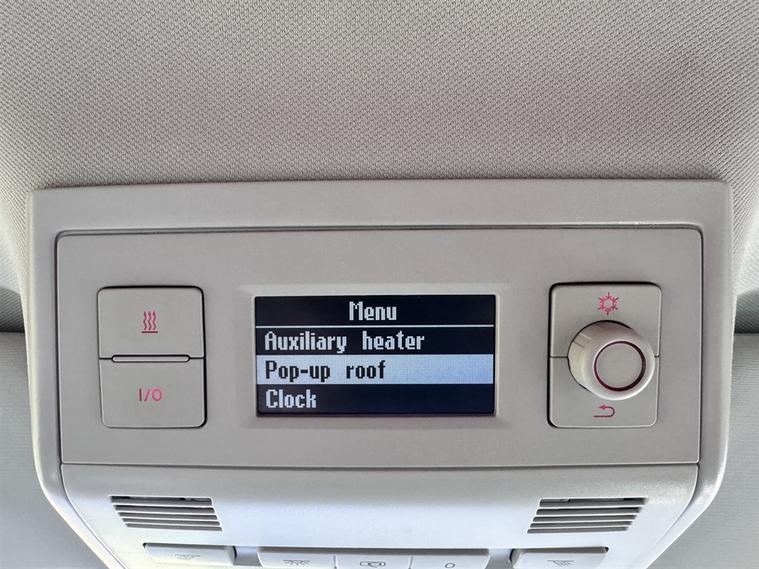 Menu
Auxiliary heater
Pop-up roof
Clock
I/O
O